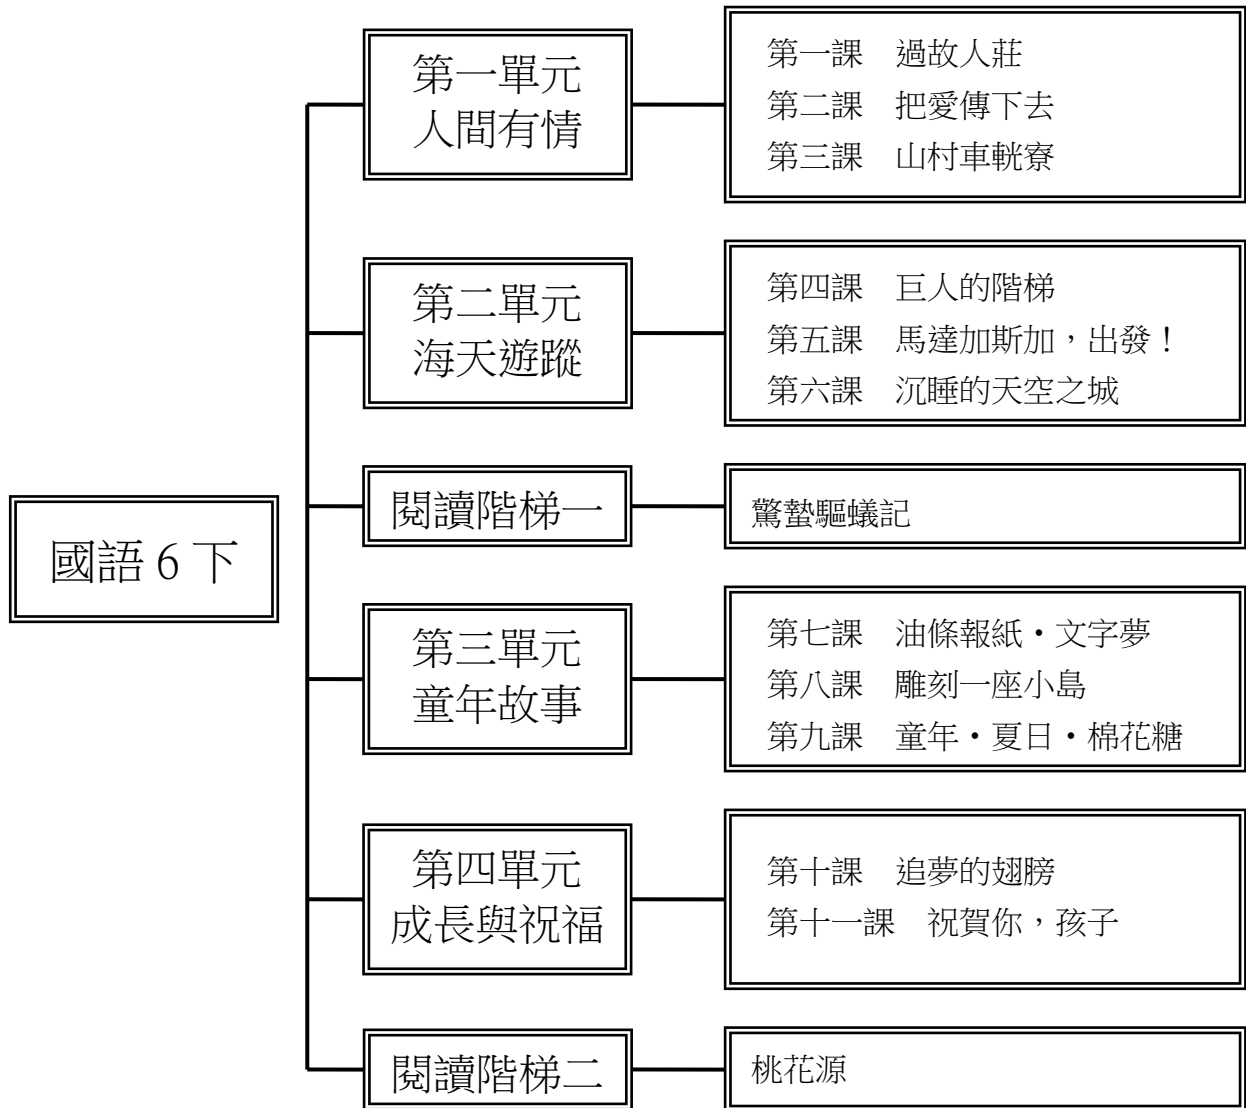 國語 6 下
第一單元
人間有情
第一課　過故人莊
第二課　把愛傳下去
第三課　山村車輄寮
第二單元
海天遊蹤
第四課　巨人的階梯
第五課　馬達加斯加，出發！
第六課　沉睡的天空之城
閱讀階梯一
驚蟄驅蟻記
第三單元
童年故事
第七課　油條報紙・文字夢
第八課　雕刻一座小島
第九課　童年・夏日・棉花糖
第四單元
成長與祝福
第十課　追夢的翅膀
第十一課　祝賀你，孩子
閱讀階梯二
桃花源